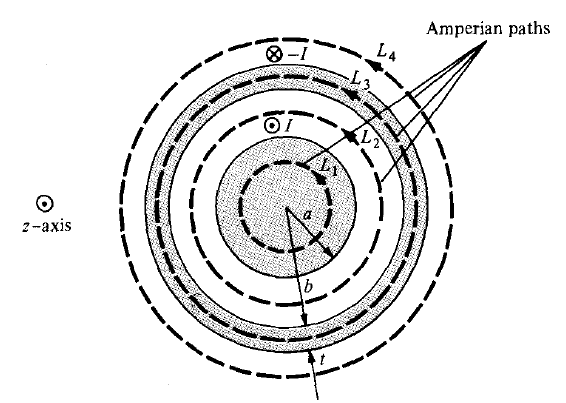 Amperian paths
L4
⊗ -I
L3
⊙ I
L2
L1
a
⊙
z-axis
b
t